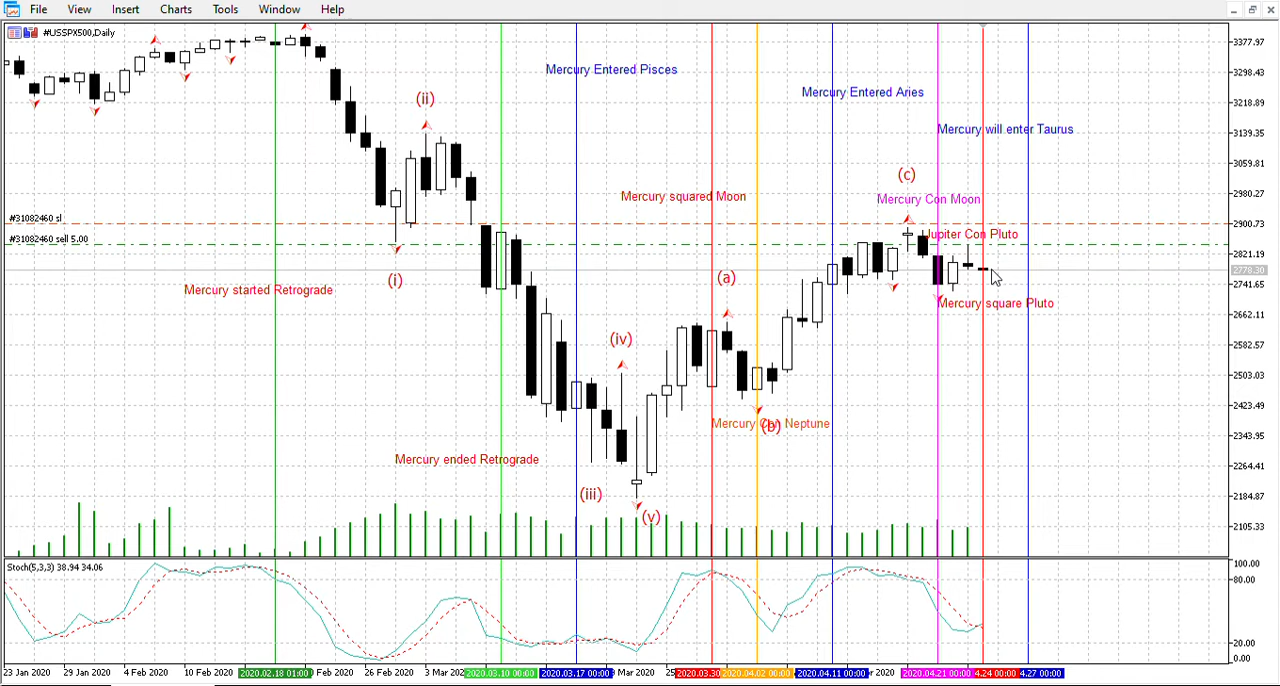 File View Insert Charts Tools Window Help
#USSPX500,Daily
3377.97
3298.43
Mercury Entered Pisces
Mercury Entered Aries
(ii)
3218.89
Mercury will enter Taurus
3139.35
3059.81
(c)
2980.27
Mercury squared Moon
Mercury Con Moon
#31082460 sl
2900.73
Jupiter Con Pluto
#31082460 sell 5.00
2821.19
2778.30
(i)
(a)
2741.65
Mercury started Retrograde
Mercury square Pluto
2662.11
(iv)
2582.57
2503.03
2423.49
Mercury Con Neptune
(b)
2343.95
Mercury ended Retrograde
2264.41
(iii)
2184.87
(v)
2105.33
Stoch(5,3,3) 38.94 34.06
100.00
80.00
20.00
0.00
23 Jan 2020 29 Jan 2020 4 Feb 2020 10 Feb 2020 2020.02.18 01:00 Feb 2020 26 Feb 2020 3 Mar 202 2020.03.10 00:00 2020.03.17 00:00 Mar 2020 25 2020.03.30 2020.04.02 00:00 2020.04.11 00:00 r 2020 2020.04.21 00:00 4.24 00:00 4.27 00:00